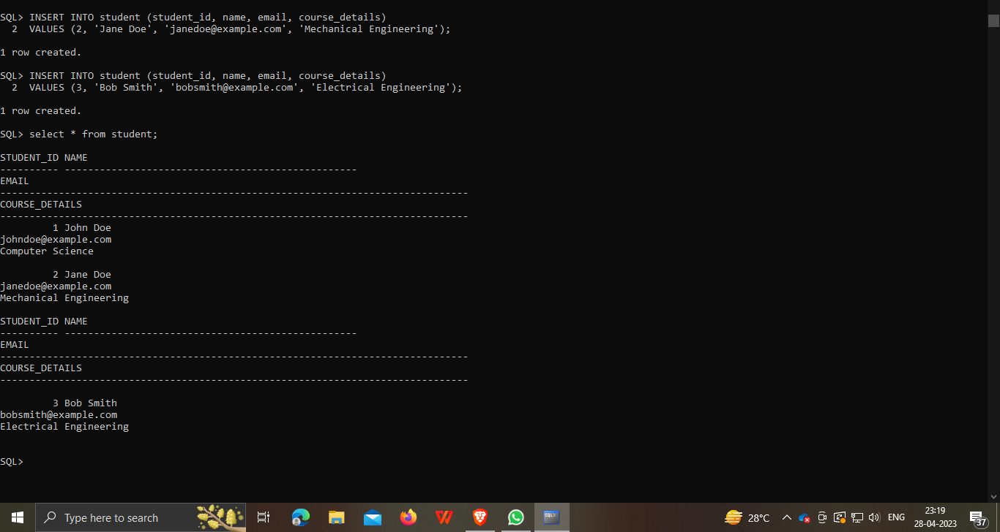 SQL> INSERT INTO student (student_id, name, email, course_details)
  2  VALUES (2, 'Jane Doe', 'janedoe@example.com', 'Mechanical Engineering');
1 row created.
SQL> INSERT INTO student (student_id, name, email, course_details)
  2  VALUES (3, 'Bob Smith', 'bobsmith@example.com', 'Electrical Engineering');
1 row created.
SQL> select * from student;
STUDENT_ID NAME
---------- --------------------------------------------------
EMAIL
--------------------------------------------------------------------------------
COURSE_DETAILS
--------------------------------------------------------------------------------
         1 John Doe
johndoe@example.com
Computer Science
         2 Jane Doe
janedoe@example.com
Mechanical Engineering
STUDENT_ID NAME
---------- --------------------------------------------------
EMAIL
--------------------------------------------------------------------------------
COURSE_DETAILS
--------------------------------------------------------------------------------
         3 Bob Smith
bobsmith@example.com
Electrical Engineering
SQL>
Type here to search
SQL>
28°C
ENG
23:19
28-04-2023
37